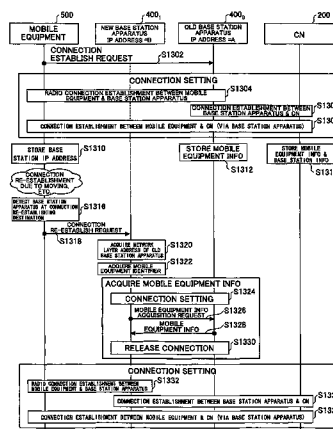 500
400₁
400₀
200
MOBILE EQUIPMENT
NEW BASE STATION APPARATUS IP ADDRESS =B
OLD BASE STATION APPARATUS IP ADDRESS =A
CN
CONNECTION ESTABLISH REQUEST
S1302
CONNECTION SETTING
S1304
RADIO CONNECTION ESTABLISHMENT BETWEEN MOBILE EQUIPMENT & BASE STATION APPARATUS
CONNECTION ESTABLISHMENT BETWEEN BASE STATION APPARATUS & CN
CONNECTION ESTABLISHMENT BETWEEN MOBILE EQUIPMENT & CN (VIA BASE STATION APPARATUS)
STORE BASE STATION IP ADDRESS
S1310
STORE MOBILE EQUIPMENT INFO
S1312
STORE MOBILE EQUIPMENT INFO & BASE STATION INFO
CONNECTION RE-ESTABLISHMENT DUE TO MOVING, ETC.
DETECT BASE STATION APPARATUS AT CONNECTION RE-ESTABLISHING DESTINATION
S1316
CONNECTION RE-ESTABLISH REQUEST
S1318
S1320
ACQUIRE NETWORK LAYER ADDRESS OF OLD BASE STATION APPARATUS
S1322
ACQUIRE MOBILE EQUIPMENT IDENTIFIER
ACQUIRE MOBILE EQUIPMENT INFO
S1324
CONNECTION SETTING
MOBILE EQUIPMENT INFO ACQUISITION REQUEST
S1326
MOBILE EQUIPMENT INFO
S1328
S1330
RELEASE CONNECTION
CONNECTION SETTING
S1332
RADIO CONNECTION ESTABLISHMENT BETWEEN MOBILE EQUIPMENT & BASE STATION APPARATUS
CONNECTION ESTABLISHMENT BETWEEN BASE STATION APPARATUS & CN
CONNECTION ESTABLISHMENT BETWEEN MOBILE EQUIPMENT & CN (VIA BASE STATION APPARATUS)